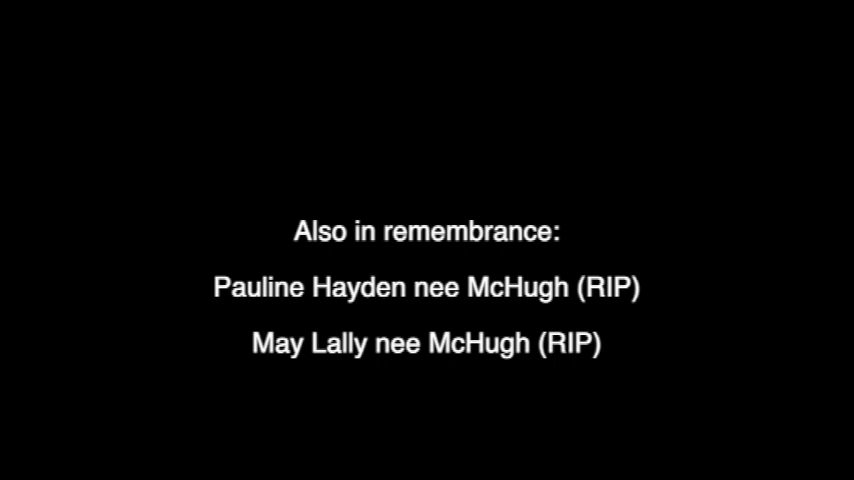 Also in remembrance:
Pauline Hayden nee McHugh (RIP)
May Lally nee McHugh (RIP)